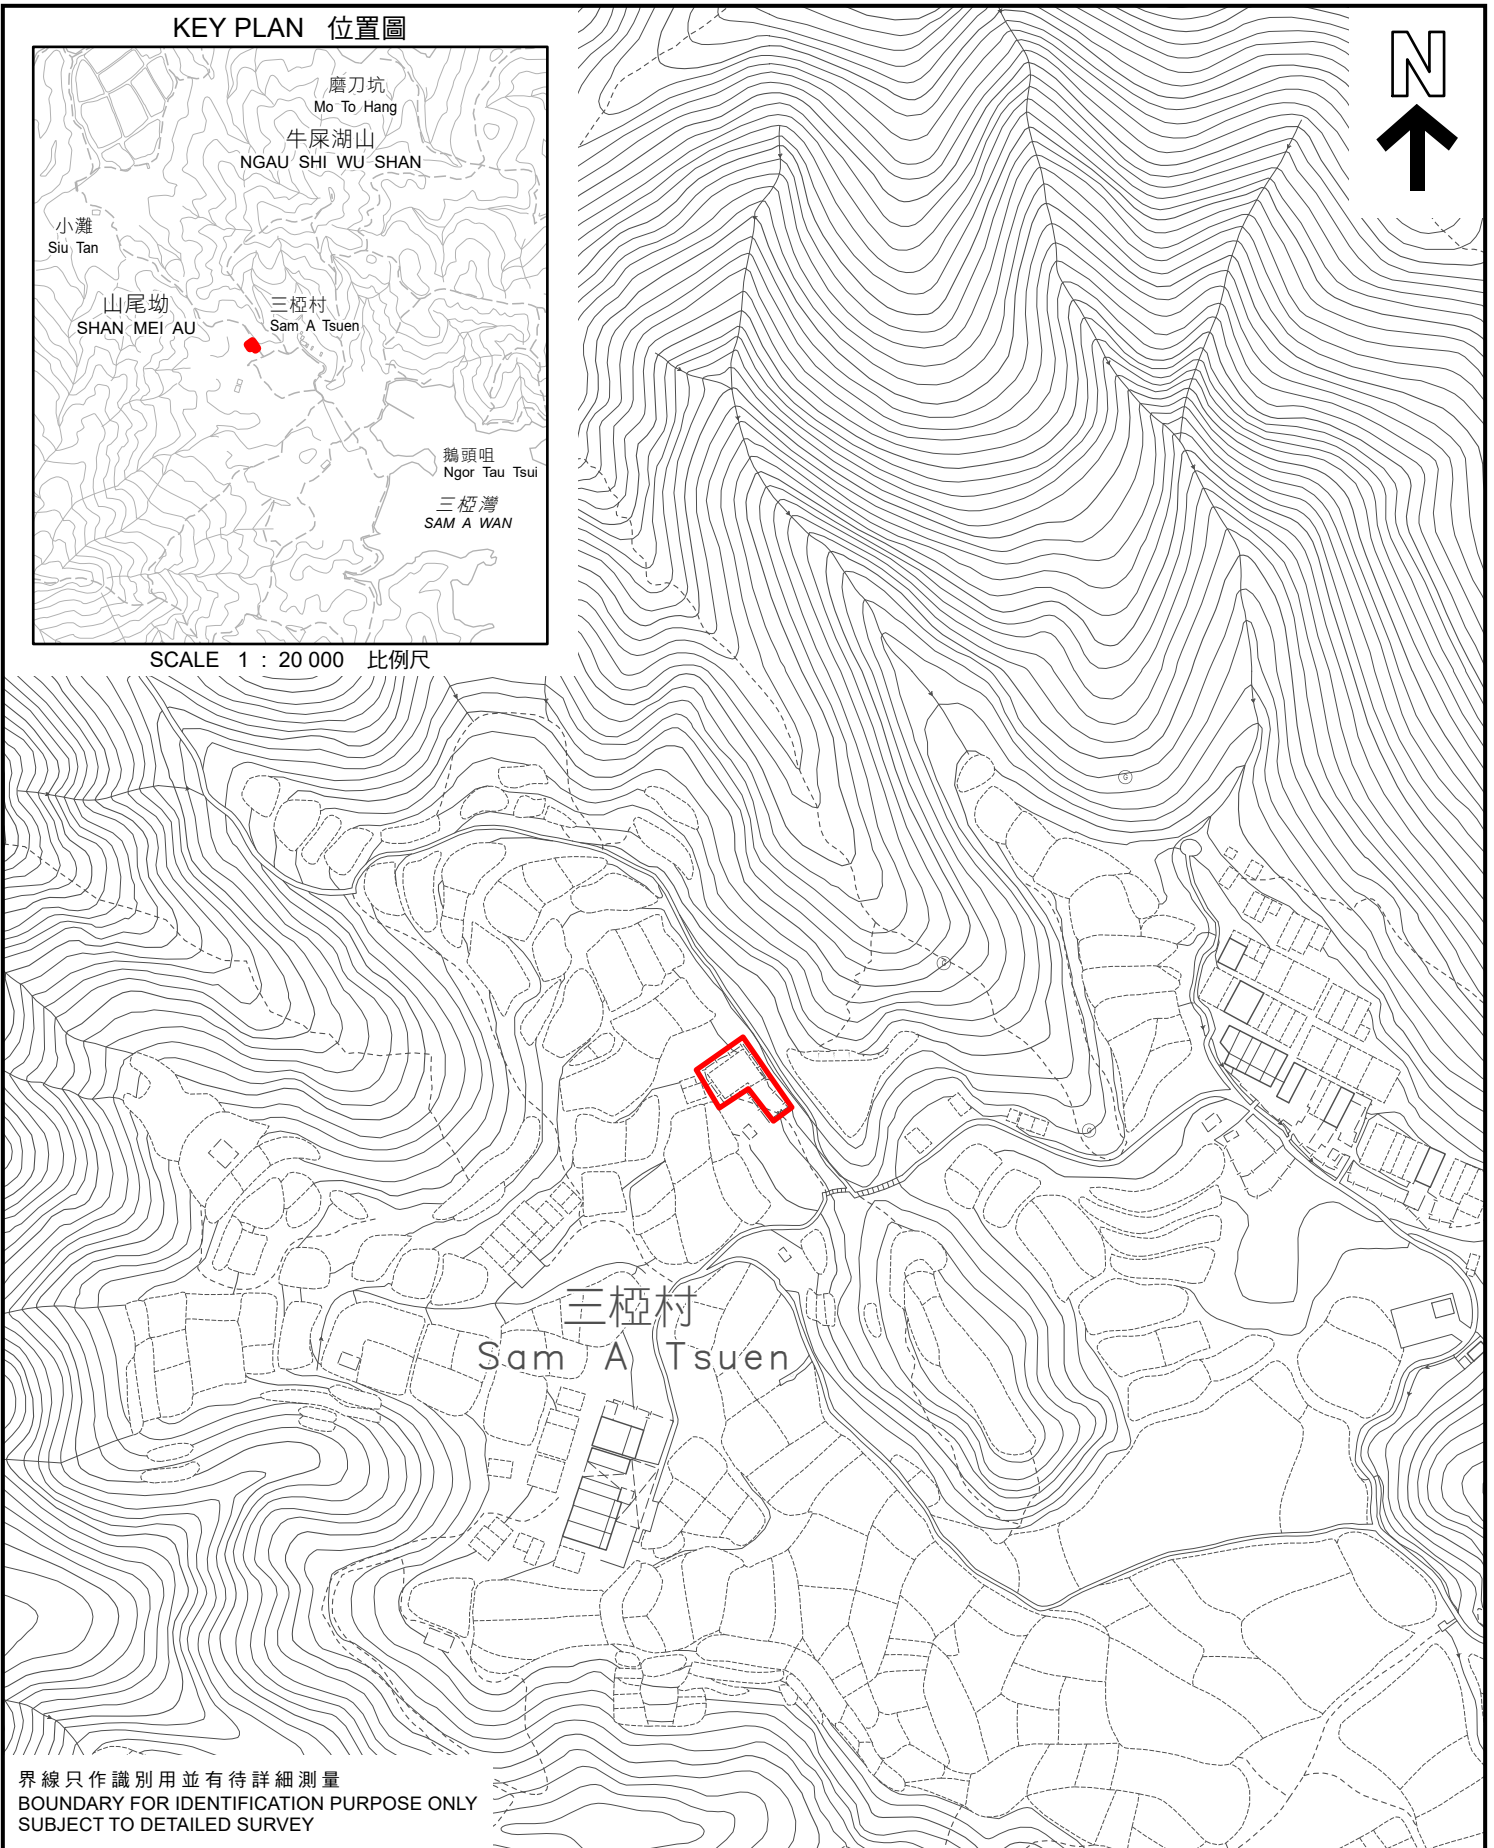 KEY PLAN 位置圖
N
磨刀坑
Mo To Hang
牛屎湖山
NGAU SHI WU SHAN
小灘
Siu Tan
山尾坳
SHAN MEI AU
三椏村
Sam A Tsuen
鵝頭咀
Ngor Tau Tsui
三椏灣
SAM A WAN
SCALE 1 : 20 000 比例尺
G
G
G
三椏村
Sam A Tsuen
界線只作識別用並有待詳細測量
BOUNDARY FOR IDENTIFICATION PURPOSE ONLY
SUBJECT TO DETAILED SURVEY